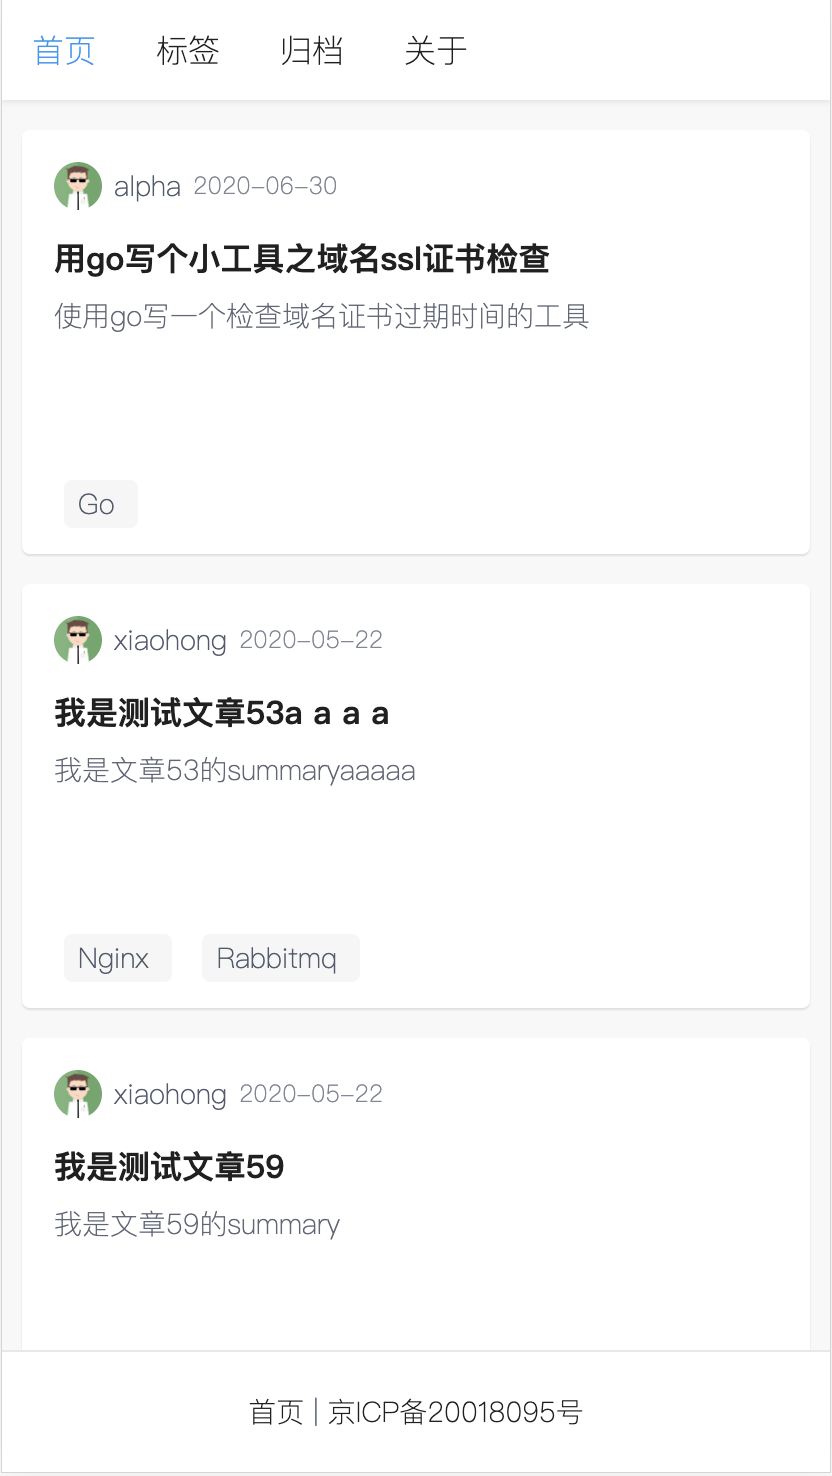 首页 标签 归档 关于
alpha 2020-06-30
用go写个小工具之域名ssl证书检查
使用go写一个检查域名证书过期时间的工具
Go
xiaohong 2020-05-22
我是测试文章53a a a a
我是文章53的summaryaaaaa
Nginx Rabbitmq
xiaohong 2020-05-22
我是测试文章59
我是文章59的summary
首页 | 京ICP备20018095号